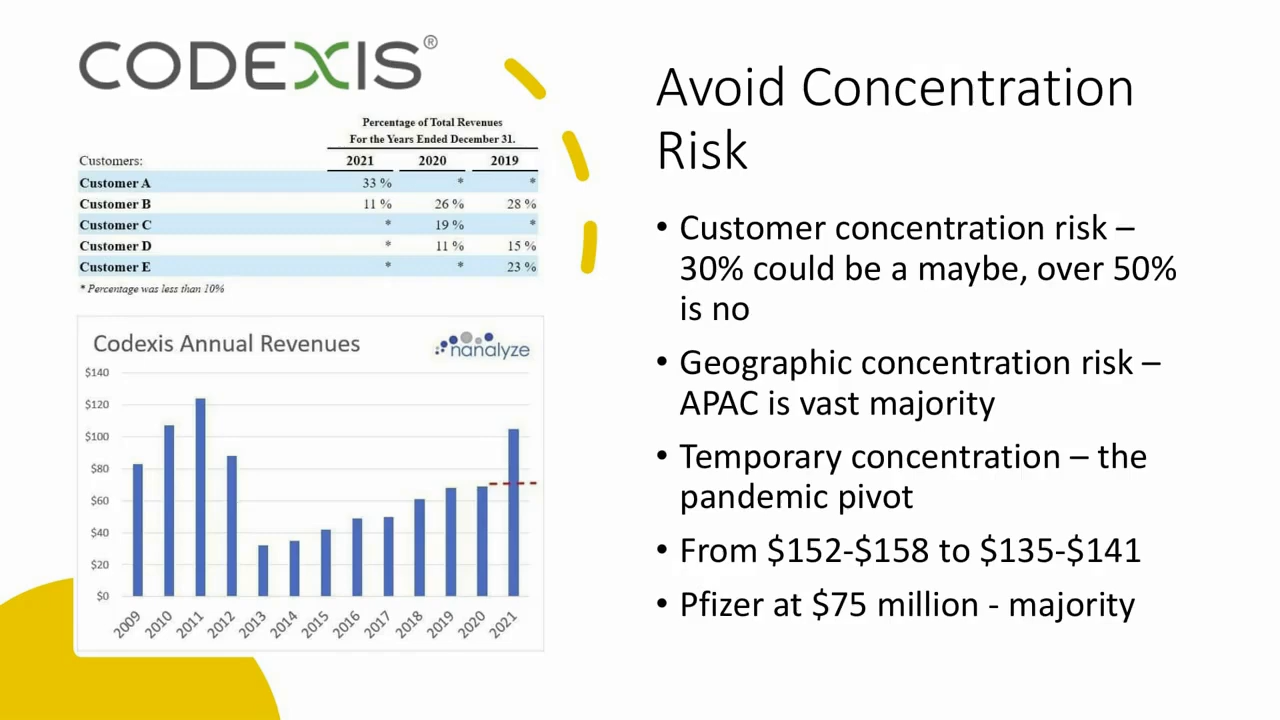 CODEXIS®
Percentage of Total Revenues
For the Years Ended December 31.
Customers: 2021 2020 2019
Customer A 33 % * *
Customer B 11 % 26 % 28 %
Customer C * 19 % *
Customer D * 11 % 15 %
Customer E * * 23 %
* Percentage was less than 10%
Codexis Annual Revenues
nanalyze
$140
$120
$100
$80
$60
$40
$20
$0
2009 2010 2011 2012 2013 2014 2015 2016 2017 2018 2019 2020 2021
Avoid Concentration
Risk
• Customer concentration risk –
30% could be a maybe, over 50%
is no
• Geographic concentration risk –
APAC is vast majority
• Temporary concentration – the
pandemic pivot
• From $152-$158 to $135-$141
• Pfizer at $75 million - majority